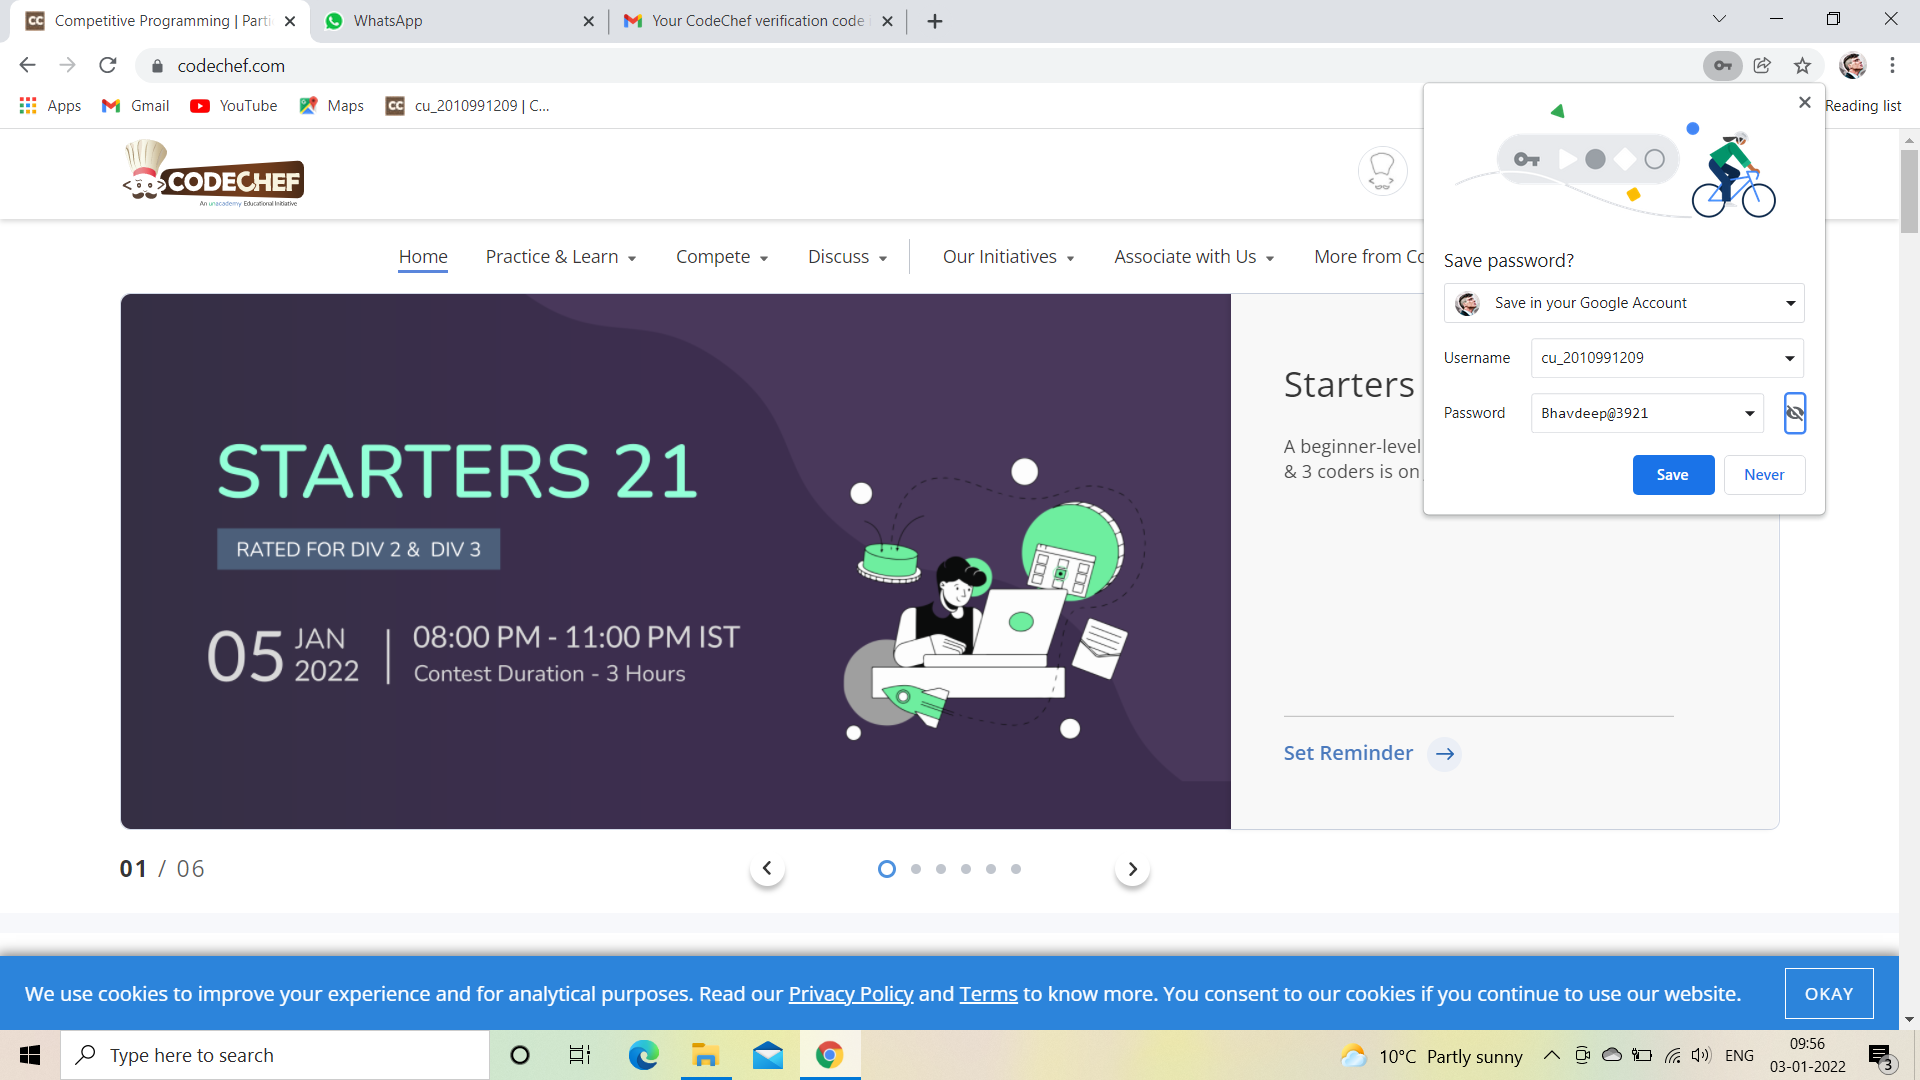 Competitive Programming | Parti
WhatsApp
Your CodeChef verification code i
codechef.com
Apps
Gmail
YouTube
Maps
cu_2010991209 | C...
Reading list
CODECHEF
An unacademy Educational Initiative
Home
Practice & Learn
Compete
Discuss
Our Initiatives
Associate with Us
More from Co
Save password?
Save in your Google Account
Username
cu_2010991209
Password
Bhavdeep@3921
Save
Never
STARTERS 21
RATED FOR DIV 2 & DIV 3
05 JAN 2022
08:00 PM - 11:00 PM IST
Contest Duration - 3 Hours
Starters
A beginner-level
& 3 coders is on
Set Reminder
01 / 06
We use cookies to improve your experience and for analytical purposes. Read our Privacy Policy and Terms to know more. You consent to our cookies if you continue to use our website.
OKAY
Type here to search
10°C Partly sunny
ENG
09:56
03-01-2022
3